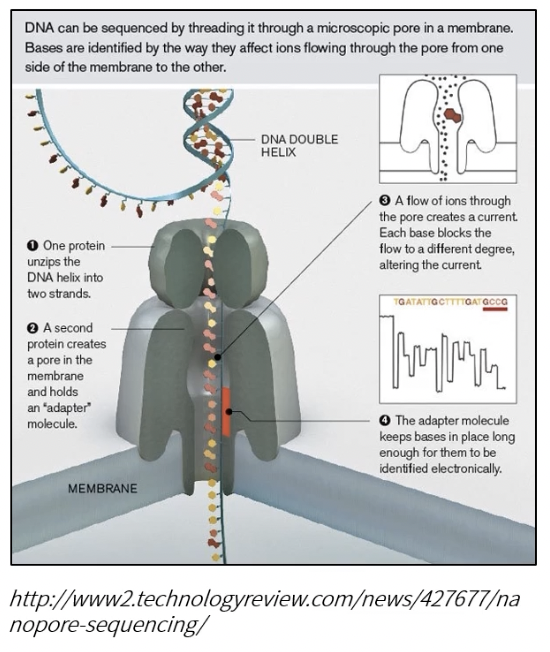 DNA can be sequenced by threading it through a microscopic pore in a membrane.
Bases are identified by the way they affect ions flowing through the pore from one
side of the membrane to the other.
DNA DOUBLE
HELIX
❶ One protein
unzips the
DNA helix into
two strands.
❷ A second
protein creates
a pore in the
membrane
and holds
an “adapter”
molecule.
MEMBRANE
❸ A flow of ions through
the pore creates a current.
Each base blocks the
flow to a different degree,
altering the current.
TGATATTGCTTTTGATGCCG
❹ The adapter molecule
keeps bases in place long
enough for them to be
identified electronically.
http://www2.technologyreview.com/news/427677/na
nopore-sequencing/